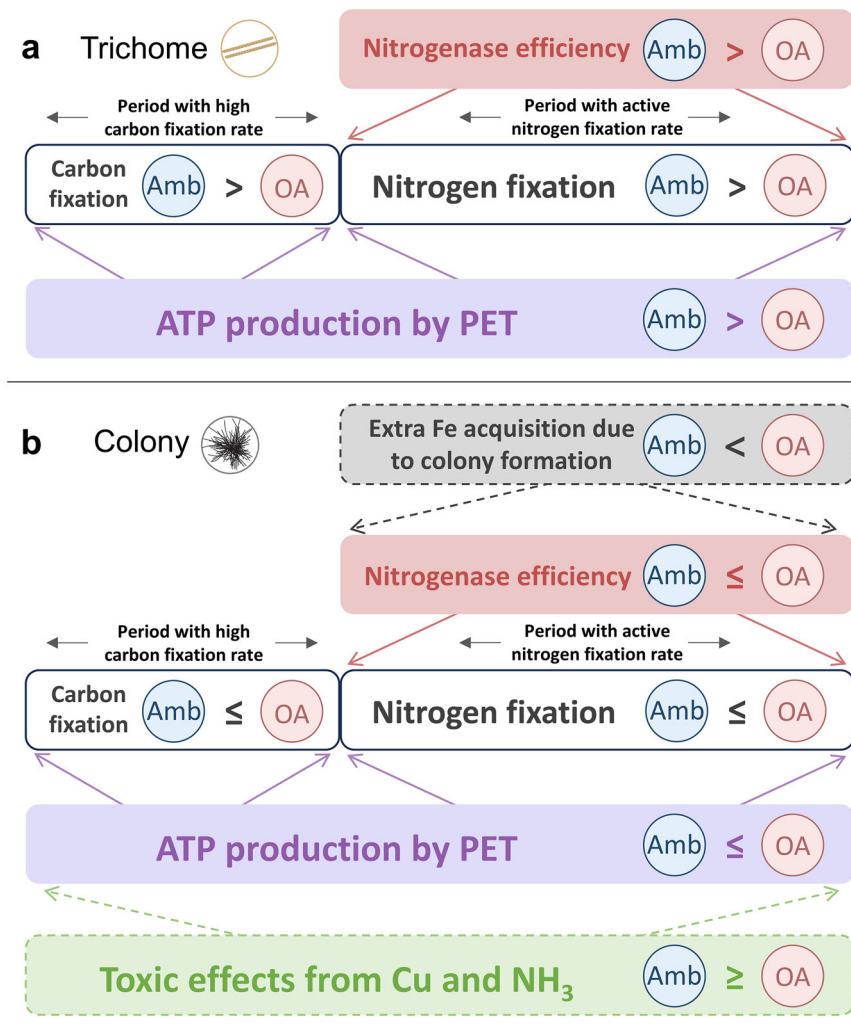 a Trichome
Nitrogenase efficiency Amb > OA
Period with high
carbon fixation rate
Period with active
nitrogen fixation rate
Carbon
fixation
Amb > OA
Nitrogen fixation Amb > OA
ATP production by PET Amb > OA
b Colony
Extra Fe acquisition due
to colony formation
Amb < OA
Nitrogenase efficiency Amb ≤ OA
Period with high
carbon fixation rate
Period with active
nitrogen fixation rate
Carbon
fixation
Amb ≤ OA
Nitrogen fixation Amb ≤ OA
ATP production by PET Amb ≤ OA
Toxic effects from Cu and NH₃ Amb ≥ OA